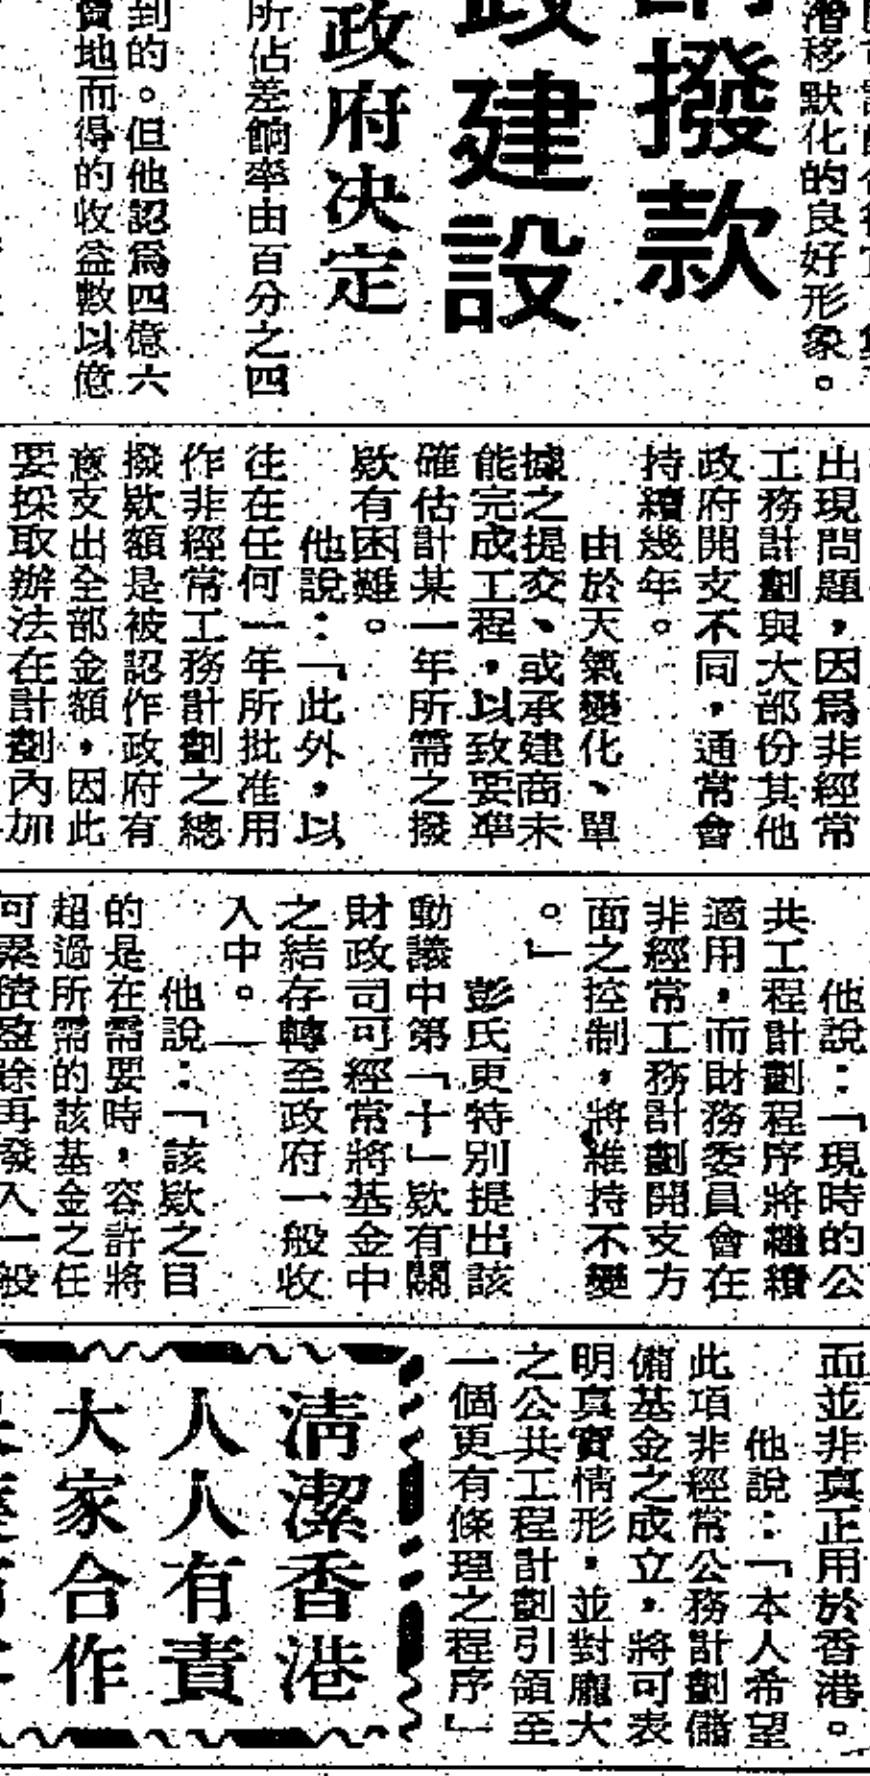 潛移默化的良好形象。
撥款
政建設
政府决定
所佔差餉率由百分之四
到的。但他認爲四億六
賣地而得的收益數以億
出現問題，因爲非經常
工務計劃與大部份其他
政府開支不同，通常會
持續幾年。
由於天氣變化、單
據之提交、或承建商未
能完成工程，以致要準
確估計某一年所需之撥
欵有困難。
他說：「此外，以
往在任何一年所批准用
作非經常工務計劃之總
撥欵額是被認作政府有
意支出全部金額，因此
要採取辦法在計劃內加
他說：「現時的公
共工程計劃程序將繼續
適用，而財務委員會在
非經常工務計劃開支方
面之控制，將維持不變
。」
彭氏更特別提出該
動議中第「十」欵有關
財政司可經常將基金中
之結存轉至政府一般收
入中。—
他說：「該欵之目
的是在需要時，容許將
超過所需的該基金之任
可累積盈餘再撥入一般
而並非真正用於香港。
他說：「本人希望
此項非經常公務計劃儲
備基金之成立，將可表
明真實情形，並對龐大
之公共工程計劃引領至
一個更有條理之程序」
清潔香港
人人有責
大家合作